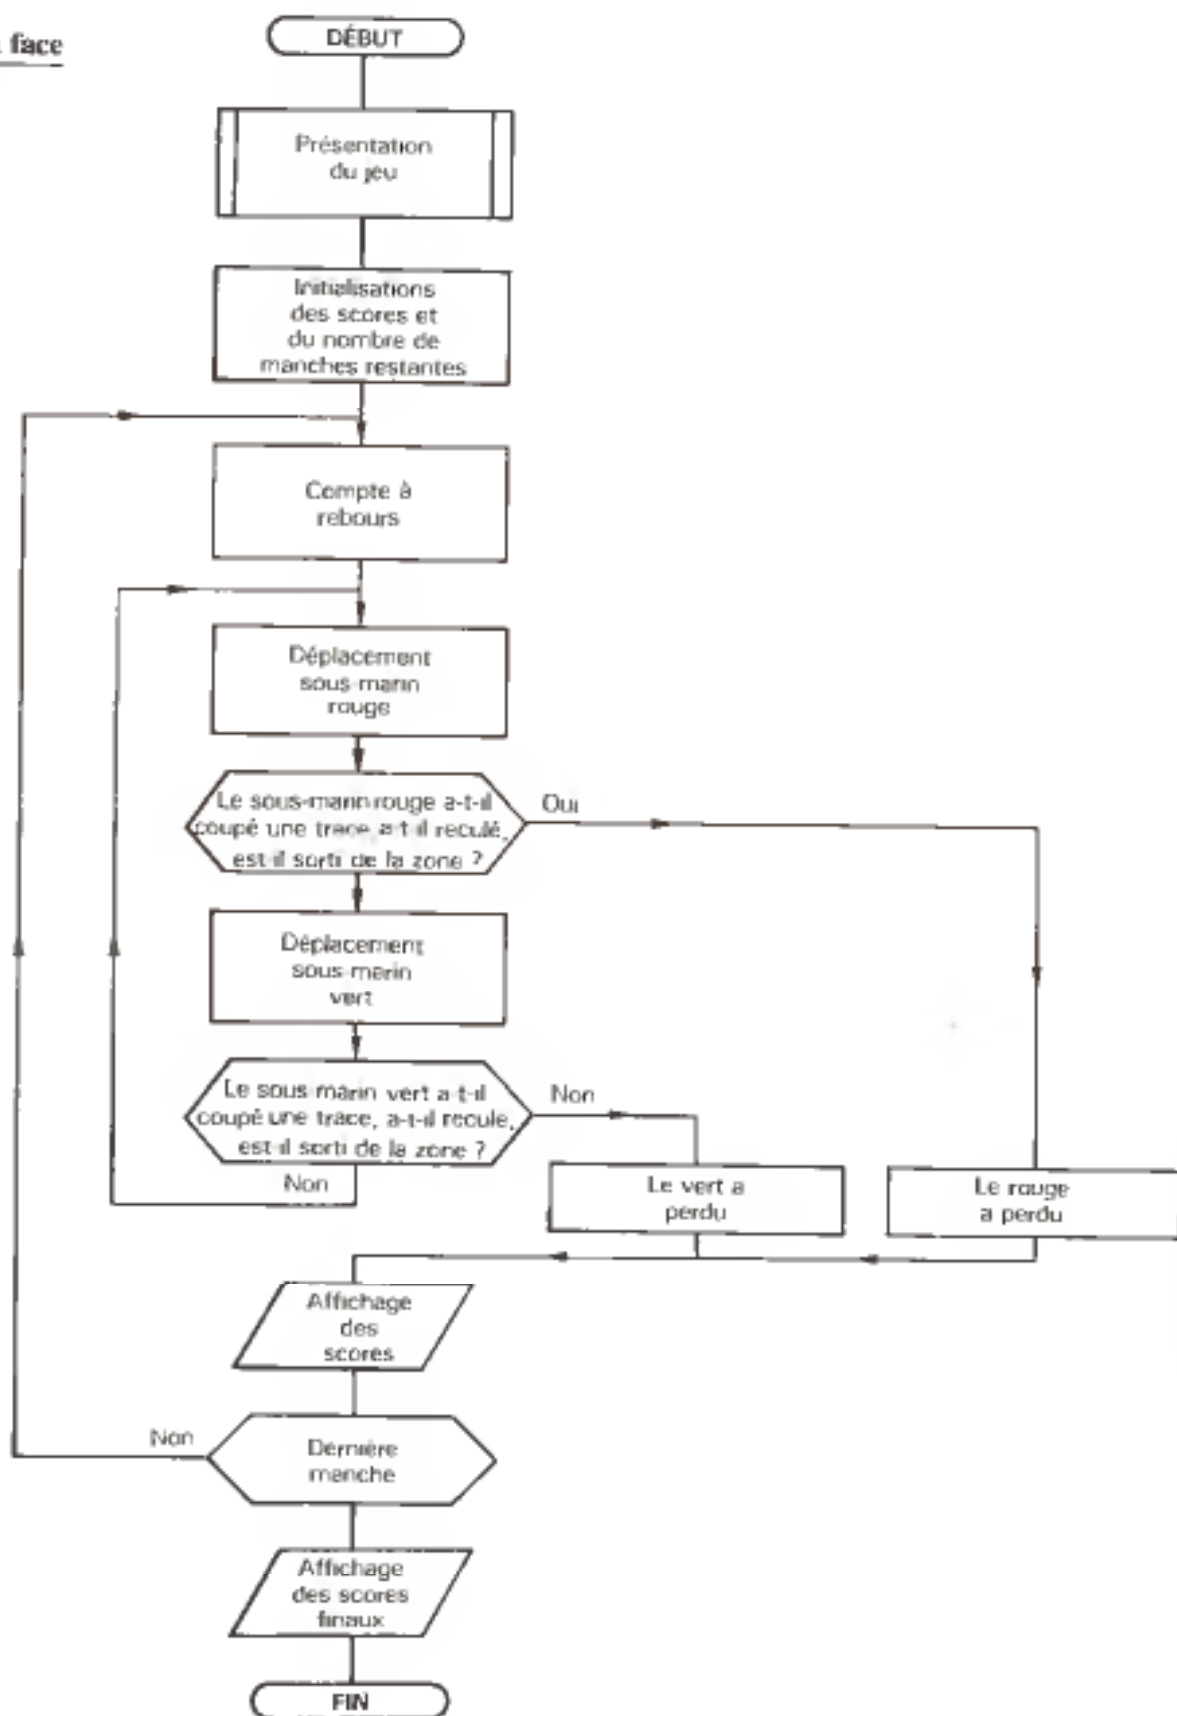 face
DÉBUT
Présentation
du jeu
Initialisations
des scores et
du nombre de
manches restantes
Compte à
rebours
Déplacement
sous-marin
rouge
Le sous-marin rouge a-t-il
coupé une trace, a-t-il reculé,
est-il sorti de la zone ?
Oui
Déplacement
sous-marin
vert
Le sous-marin vert a-t-il
coupé une trace, a-t-il recule,
est-il sorti de la zone ?
Non
Non
Le vert a
perdu
Le rouge
a perdu
Affichage
des
scores
Non
Dernière
manche
Affichage
des scores
finaux
FIN